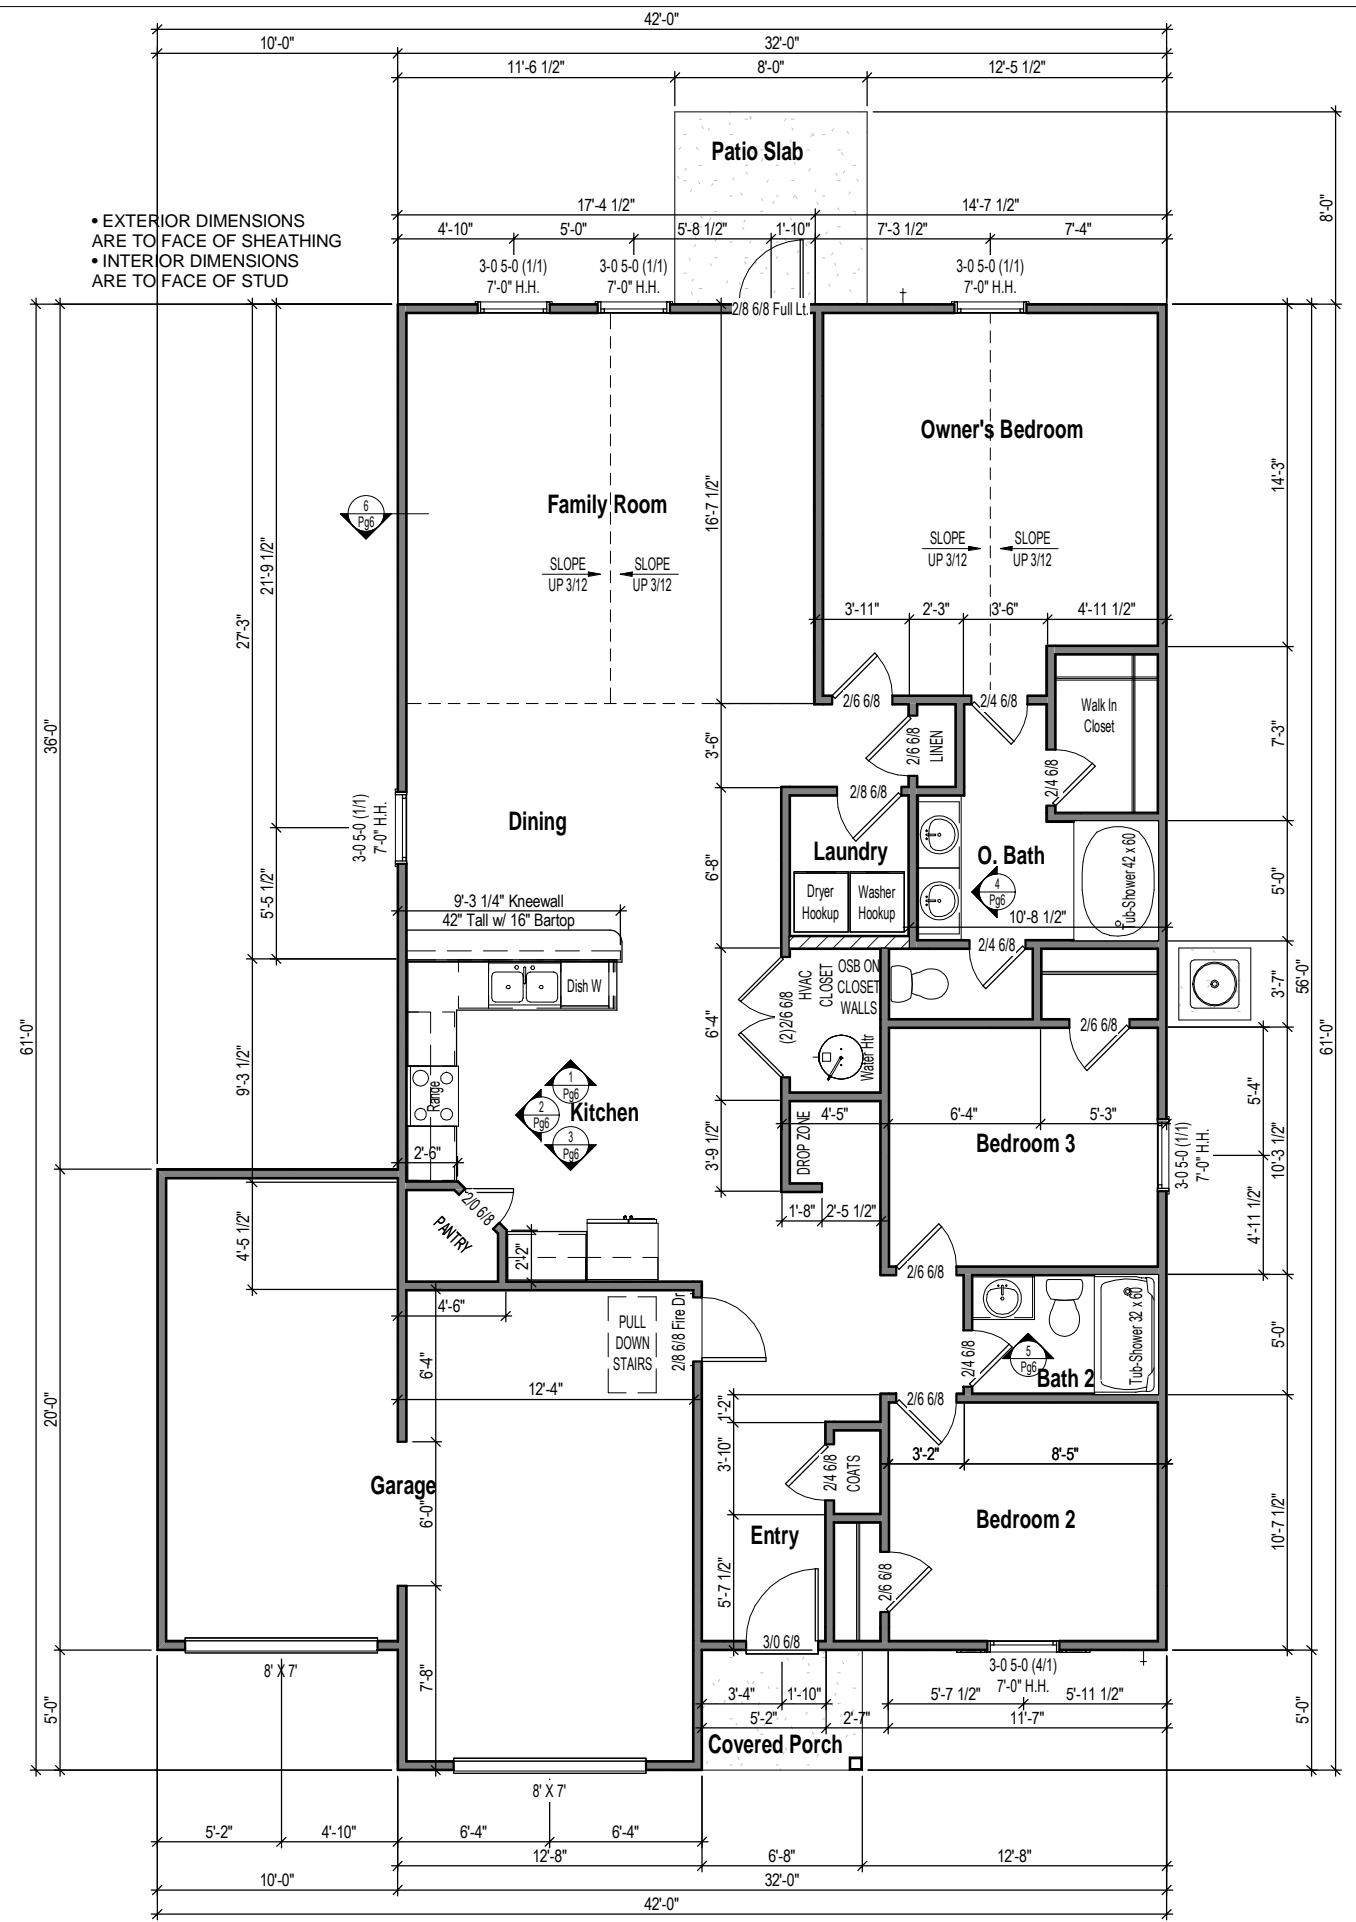 42'-0"
10'-0"
32'-0"
11'-6 1/2"
8'-0"
12'-5 1/2"
Patio Slab
8'-0"
17'-4 1/2"
14'-7 1/2"
• EXTERIOR DIMENSIONS
ARE TO FACE OF SHEATHING
• INTERIOR DIMENSIONS
ARE TO FACE OF STUD
4'-10"
5'-0"
5'-8 1/2"
1'-10"
7'-3 1/2"
7'-4"
3-0 5-0 (1/1)
7'-0" H.H.
3-0 5-0 (1/1)
7'-0" H.H.
3-0 5-0 (1/1)
7'-0" H.H.
2/8 6/8 Full Lt.
Owner's Bedroom
14'-3"
Family Room
16'-7 1/2"
6
Pg6
SLOPE
UP 3/12
SLOPE
UP 3/12
SLOPE
UP 3/12
SLOPE
UP 3/12
21'-9 1/2"
27'-3"
36'-0"
3'-11"
2'-3"
3'-6"
4'-11 1/2"
2/6 6/8
2/4 6/8
Walk In
Closet
2/6 6/8
LINEN
3'-6"
7'-3"
2/4 6/8
2/8 6/8
3-0 5-0 (1/1)
7'-0" H.H.
Dining
Laundry
O. Bath
4
Pg6
Tub-Shower 42 x 60
6'-8"
5'-0"
5'-5 1/2"
9'-3 1/4" Kneewall
42" Tall w/ 16" Bartop
Dryer
Hookup
Washer
Hookup
10'-8 1/2"
2/4 6/8
Dish W
(2)2/6 6/8
HVAC
CLOSET
OSB ON
CLOSET
WALLS
Water Htr
3'-7"
56'-0"
61'-0"
61'-0"
6'-4"
2/6 6/8
9'-3 1/2"
Range
1
Pg6
2
Pg6
3
Pg6
Kitchen
5'-4"
DROP ZONE
4'-5"
6'-4"
5'-3"
Bedroom 3
3-0 5-0 (1/1)
7'-0" H.H.
10'-3 1/2"
3'-9 1/2"
2'-6"
2/0 6/8
PANTRY
1'-8"
2'-5 1/2"
4'-11 1/2"
4'-5 1/2"
2'-2"
2/6 6/8
4'-6"
PULL
DOWN
STAIRS
2/8 6/8 Fire Dr
6'-4"
2/4 6/8
5
Pg6
Bath 2
Tub-Shower 32 x 60
5'-0"
12'-4"
1'-2"
2/6 6/8
20'-0"
3'-10"
2/4 6/8
COATS
3'-2"
8'-5"
Garage
6'-0"
Entry
Bedroom 2
10'-7 1/2"
5'-7 1/2"
2/6 6/8
3/0 6/8
8' X 7'
7'-8"
3-0 5-0 (4/1)
7'-0" H.H.
5'-0"
3'-4"
1'-10"
5'-7 1/2"
5'-11 1/2"
5'-2"
2'-7"
11'-7"
5'-0"
Covered Porch
8' X 7'
5'-2"
4'-10"
6'-4"
6'-4"
12'-8"
6'-8"
12'-8"
10'-0"
32'-0"
42'-0"